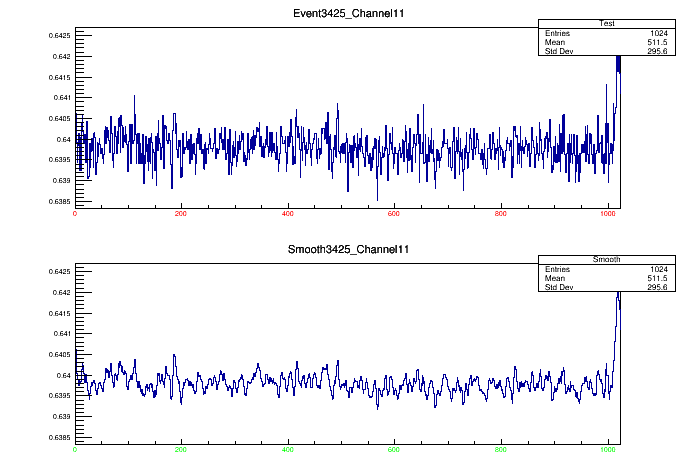 Event3425_Channel11
Test
Entries 1024
Mean 511.5
Std Dev 295.6
0.6425
0.642
0.6415
0.641
0.6405
0.64
0.6395
0.639
0.6385
0 200 400 600 800 1000
Smooth3425_Channel11
Smooth
Entries 1024
Mean 511.5
Std Dev 295.6
0.6425
0.642
0.6415
0.641
0.6405
0.64
0.6395
0.639
0.6385
0 200 400 600 800 1000